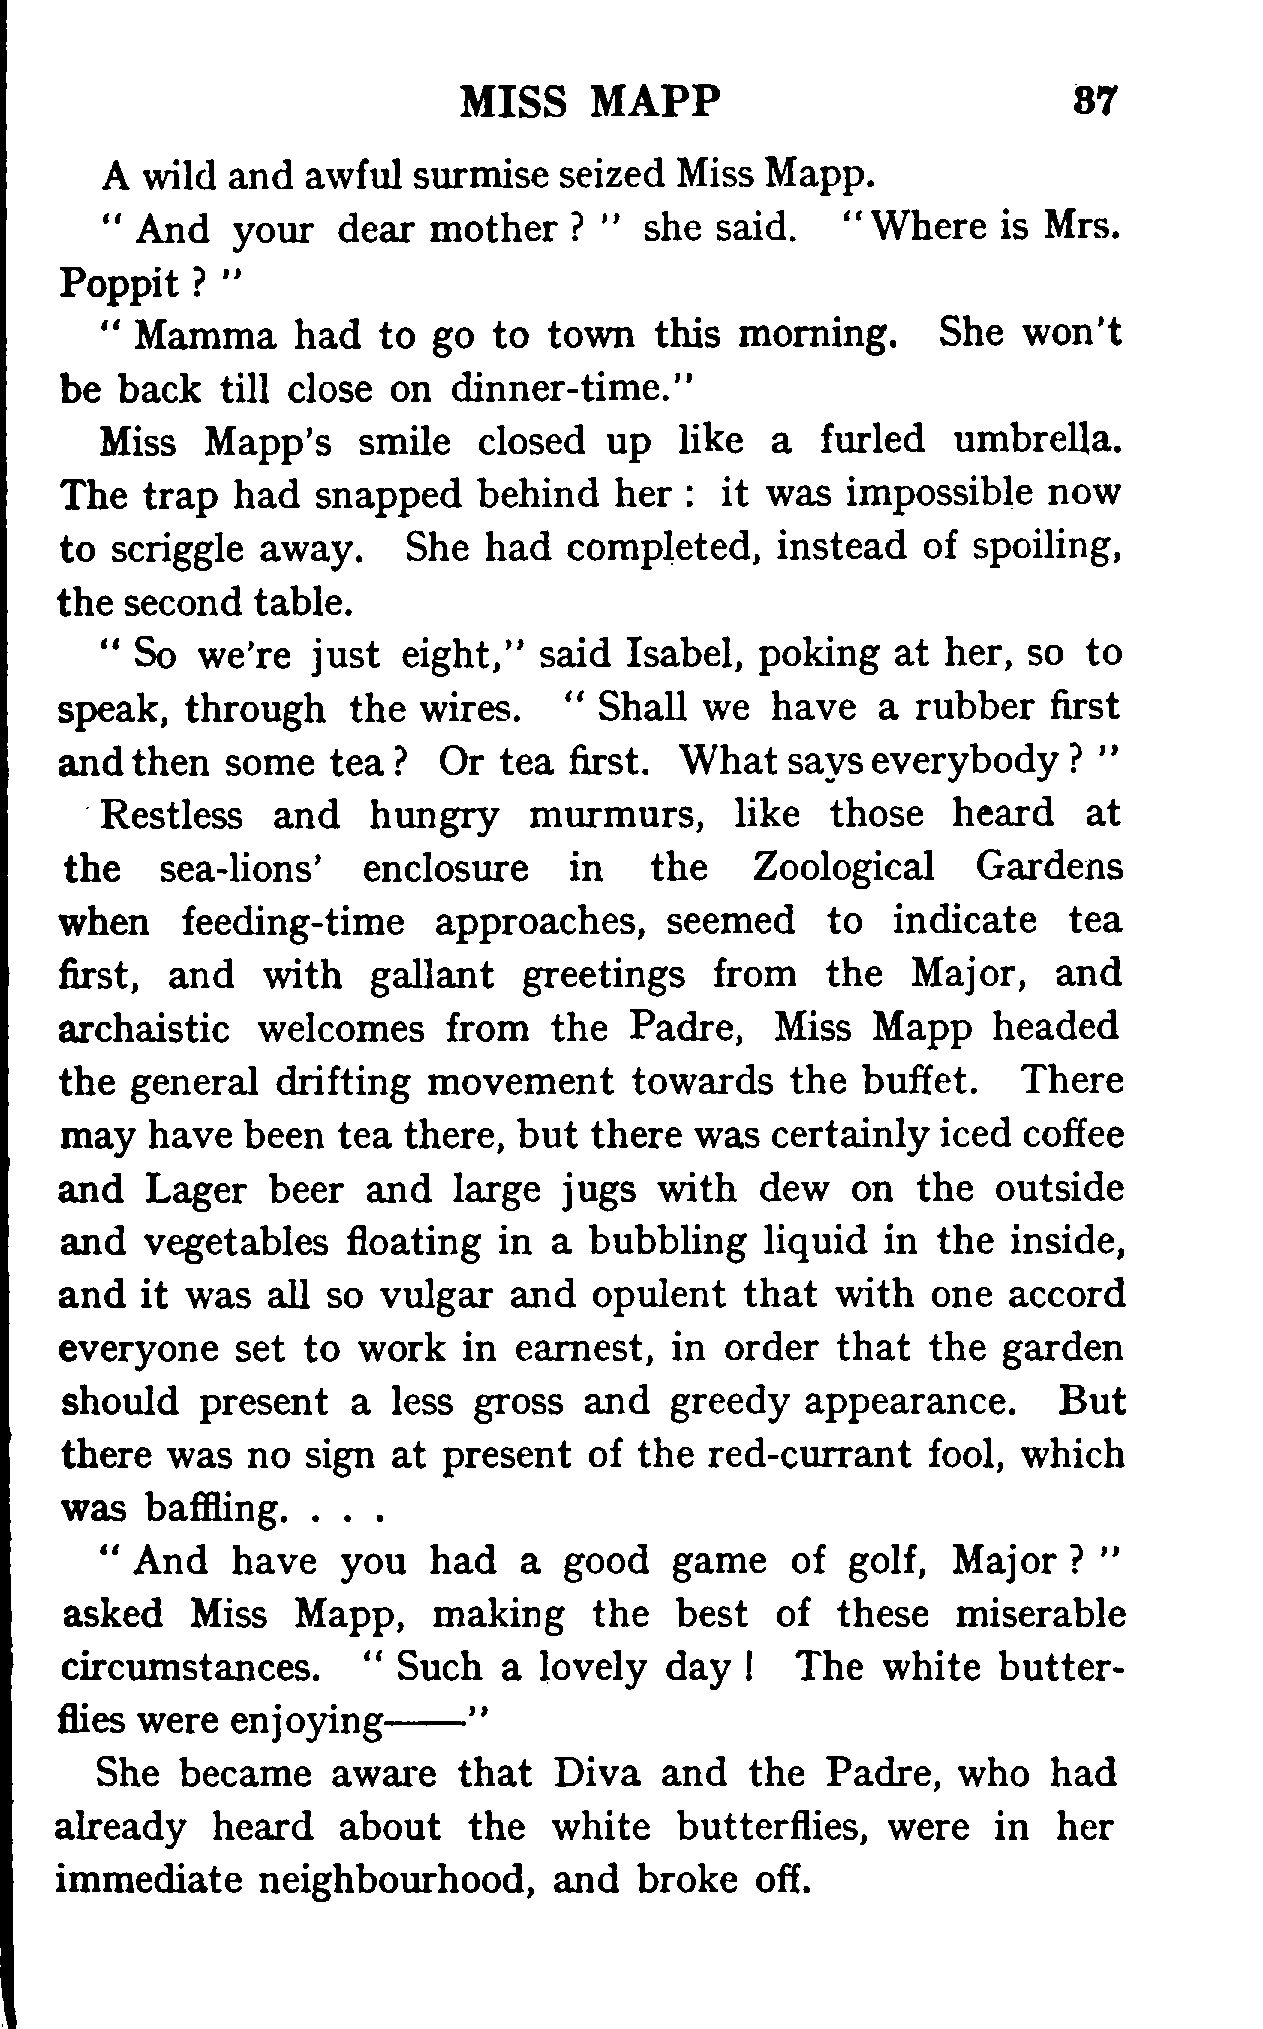 MISS MAPP 37
A wild and awful surmise seized Miss Mapp.
" And your dear mother ? " she said. " Where is Mrs.
Poppit ? "
" Mamma had to go to town this morning. She won't
be back till close on dinner-time."
Miss Mapp's smile closed up like a furled umbrella.
The trap had snapped behind her : it was impossible now
to scriggle away. She had completed, instead of spoiling,
the second table.
" So we're just eight," said Isabel, poking at her, so to
speak, through the wires. " Shall we have a rubber first
and then some tea ? Or tea first. What says everybody ? "
Restless and hungry murmurs, like those heard at
the sea-lions' enclosure in the Zoological Gardens
when feeding-time approaches, seemed to indicate tea
first, and with gallant greetings from the Major, and
archaistic welcomes from the Padre, Miss Mapp headed
the general drifting movement towards the buffet. There
may have been tea there, but there was certainly iced coffee
and Lager beer and large jugs with dew on the outside
and vegetables floating in a bubbling liquid in the inside,
and it was all so vulgar and opulent that with one accord
everyone set to work in earnest, in order that the garden
should present a less gross and greedy appearance. But
there was no sign at present of the red-currant fool, which
was baffling. . . .
" And have you had a good game of golf, Major ? "
asked Miss Mapp, making the best of these miserable
circumstances. " Such a lovely day ! The white butter-
flies were enjoying——"
She became aware that Diva and the Padre, who had
already heard about the white butterflies, were in her
immediate neighbourhood, and broke off.